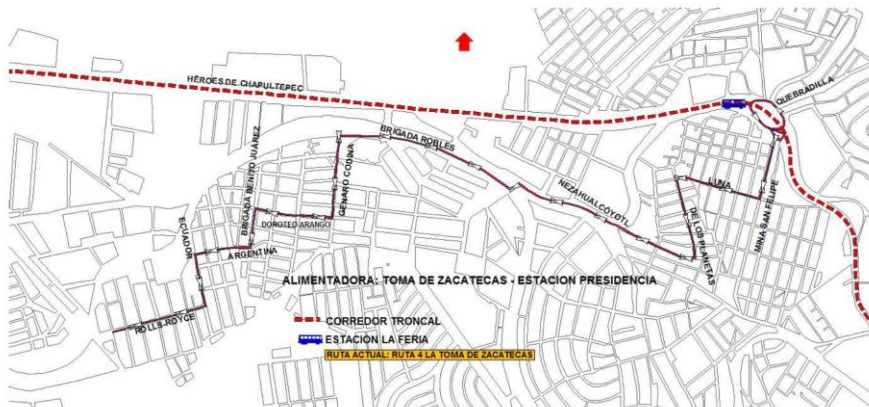 HÉROES DE CHAPULTEPEC
QUEBRADILLA
BRIGADA ROBLES
BRIGADA BENITO JUÁREZ
GENARO CODINA
NEZAHUALCOYOTL
LUNA
MINA SAN FELIPE
DE LOS PLANETAS
ECUADOR
DOROTEO ARANGO
ARGENTINA
ALIMENTADORA: TOMA DE ZACATECAS - ESTACION PRESIDENCIA
ROLLS-ROYCE
CORREDOR TRONCAL
ESTACIÓN LA FERIA
RUTA ACTUAL: RUTA 4 LA TOMA DE ZACATECAS